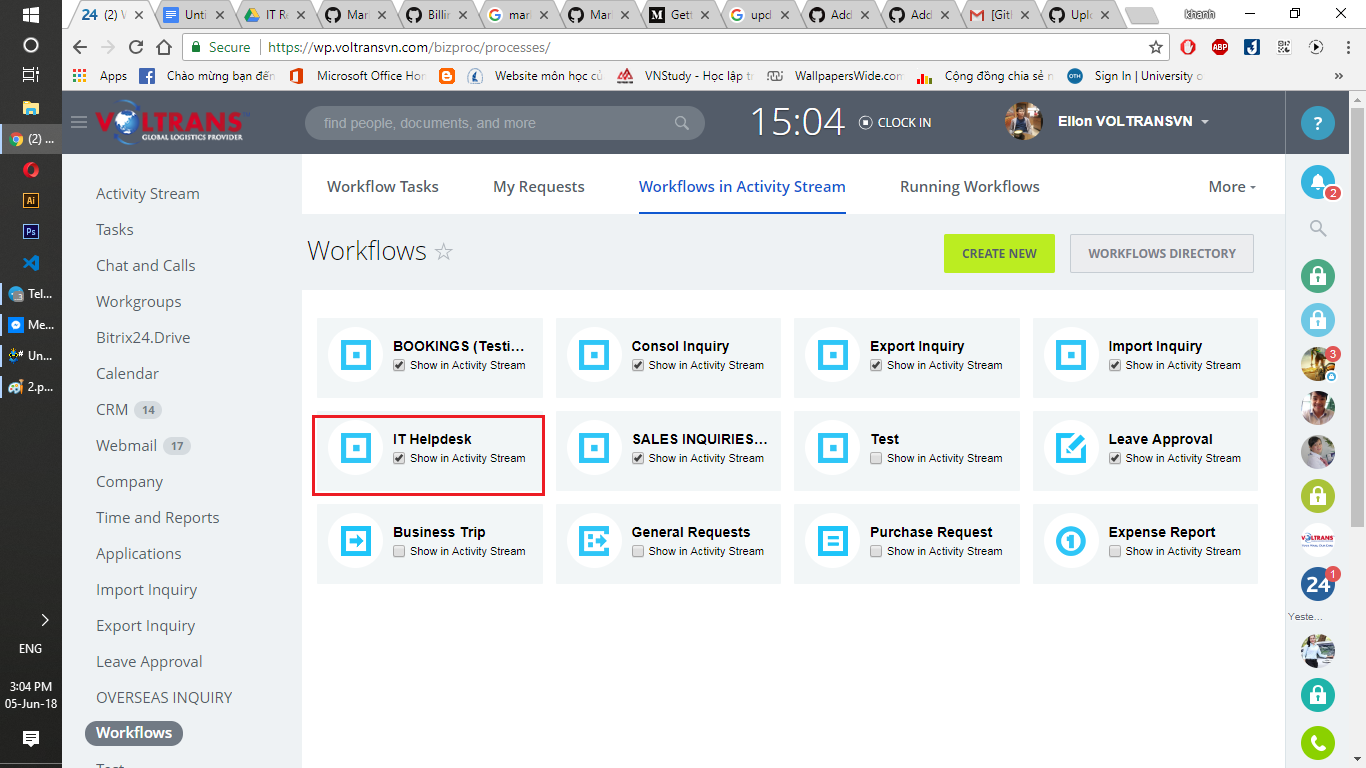 24 (2) W
Unti
IT Ra
Mar
Billin
mar
Mar
Gett
upd
Add
Add
[Gitl
Uplo
khanh
Secure
https://wp.voltransvn.com/bizproc/processes/
ABP
Apps
Chào mừng bạn đến
Microsoft Office Hom
Website môn học củ
VNStudy - Học lập tr
WallpapersWide.com
Cộng đồng chia sẻ n
OTH
Sign In | University o
»
(2) ...
Ai
Ps
Tel...
Me...
Un...
2.p...
ENG
3:04 PM
05-Jun-18
VOLTRANS
GLOBAL LOGISTICS PROVIDER
find people, documents, and more
15:04
CLOCK IN
Ellon VOLTRANSVN
?
Activity Stream
Tasks
Chat and Calls
Workgroups
Bitrix24.Drive
Calendar
CRM 14
Webmail 17
Company
Time and Reports
Applications
Import Inquiry
Export Inquiry
Leave Approval
OVERSEAS INQUIRY
Workflows
Test
Workflow Tasks
My Requests
Workflows in Activity Stream
Running Workflows
More
Workflows
CREATE NEW
WORKFLOWS DIRECTORY
BOOKINGS (Testi...
Show in Activity Stream
Consol Inquiry
Show in Activity Stream
Export Inquiry
Show in Activity Stream
Import Inquiry
Show in Activity Stream
IT Helpdesk
Show in Activity Stream
SALES INQUIRIES...
Show in Activity Stream
Test
Show in Activity Stream
Leave Approval
Show in Activity Stream
Business Trip
Show in Activity Stream
General Requests
Show in Activity Stream
Purchase Request
Show in Activity Stream
1
Expense Report
Show in Activity Stream
2
3
VOLTRANS
24
1
Yeste...